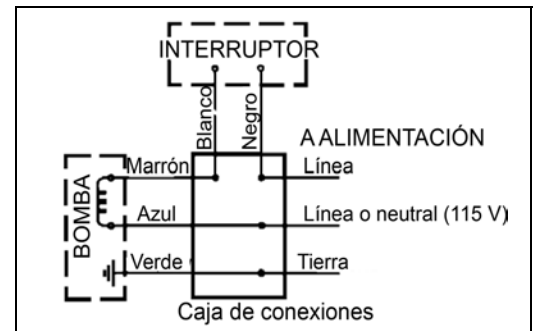 INTERRUPTOR
Blanco
Negro
A ALIMENTACIÓN
Marrón
Línea
BOMBA
Azul
Línea o neutral (115 V)
Verde
Tierra
Caja de conexiones